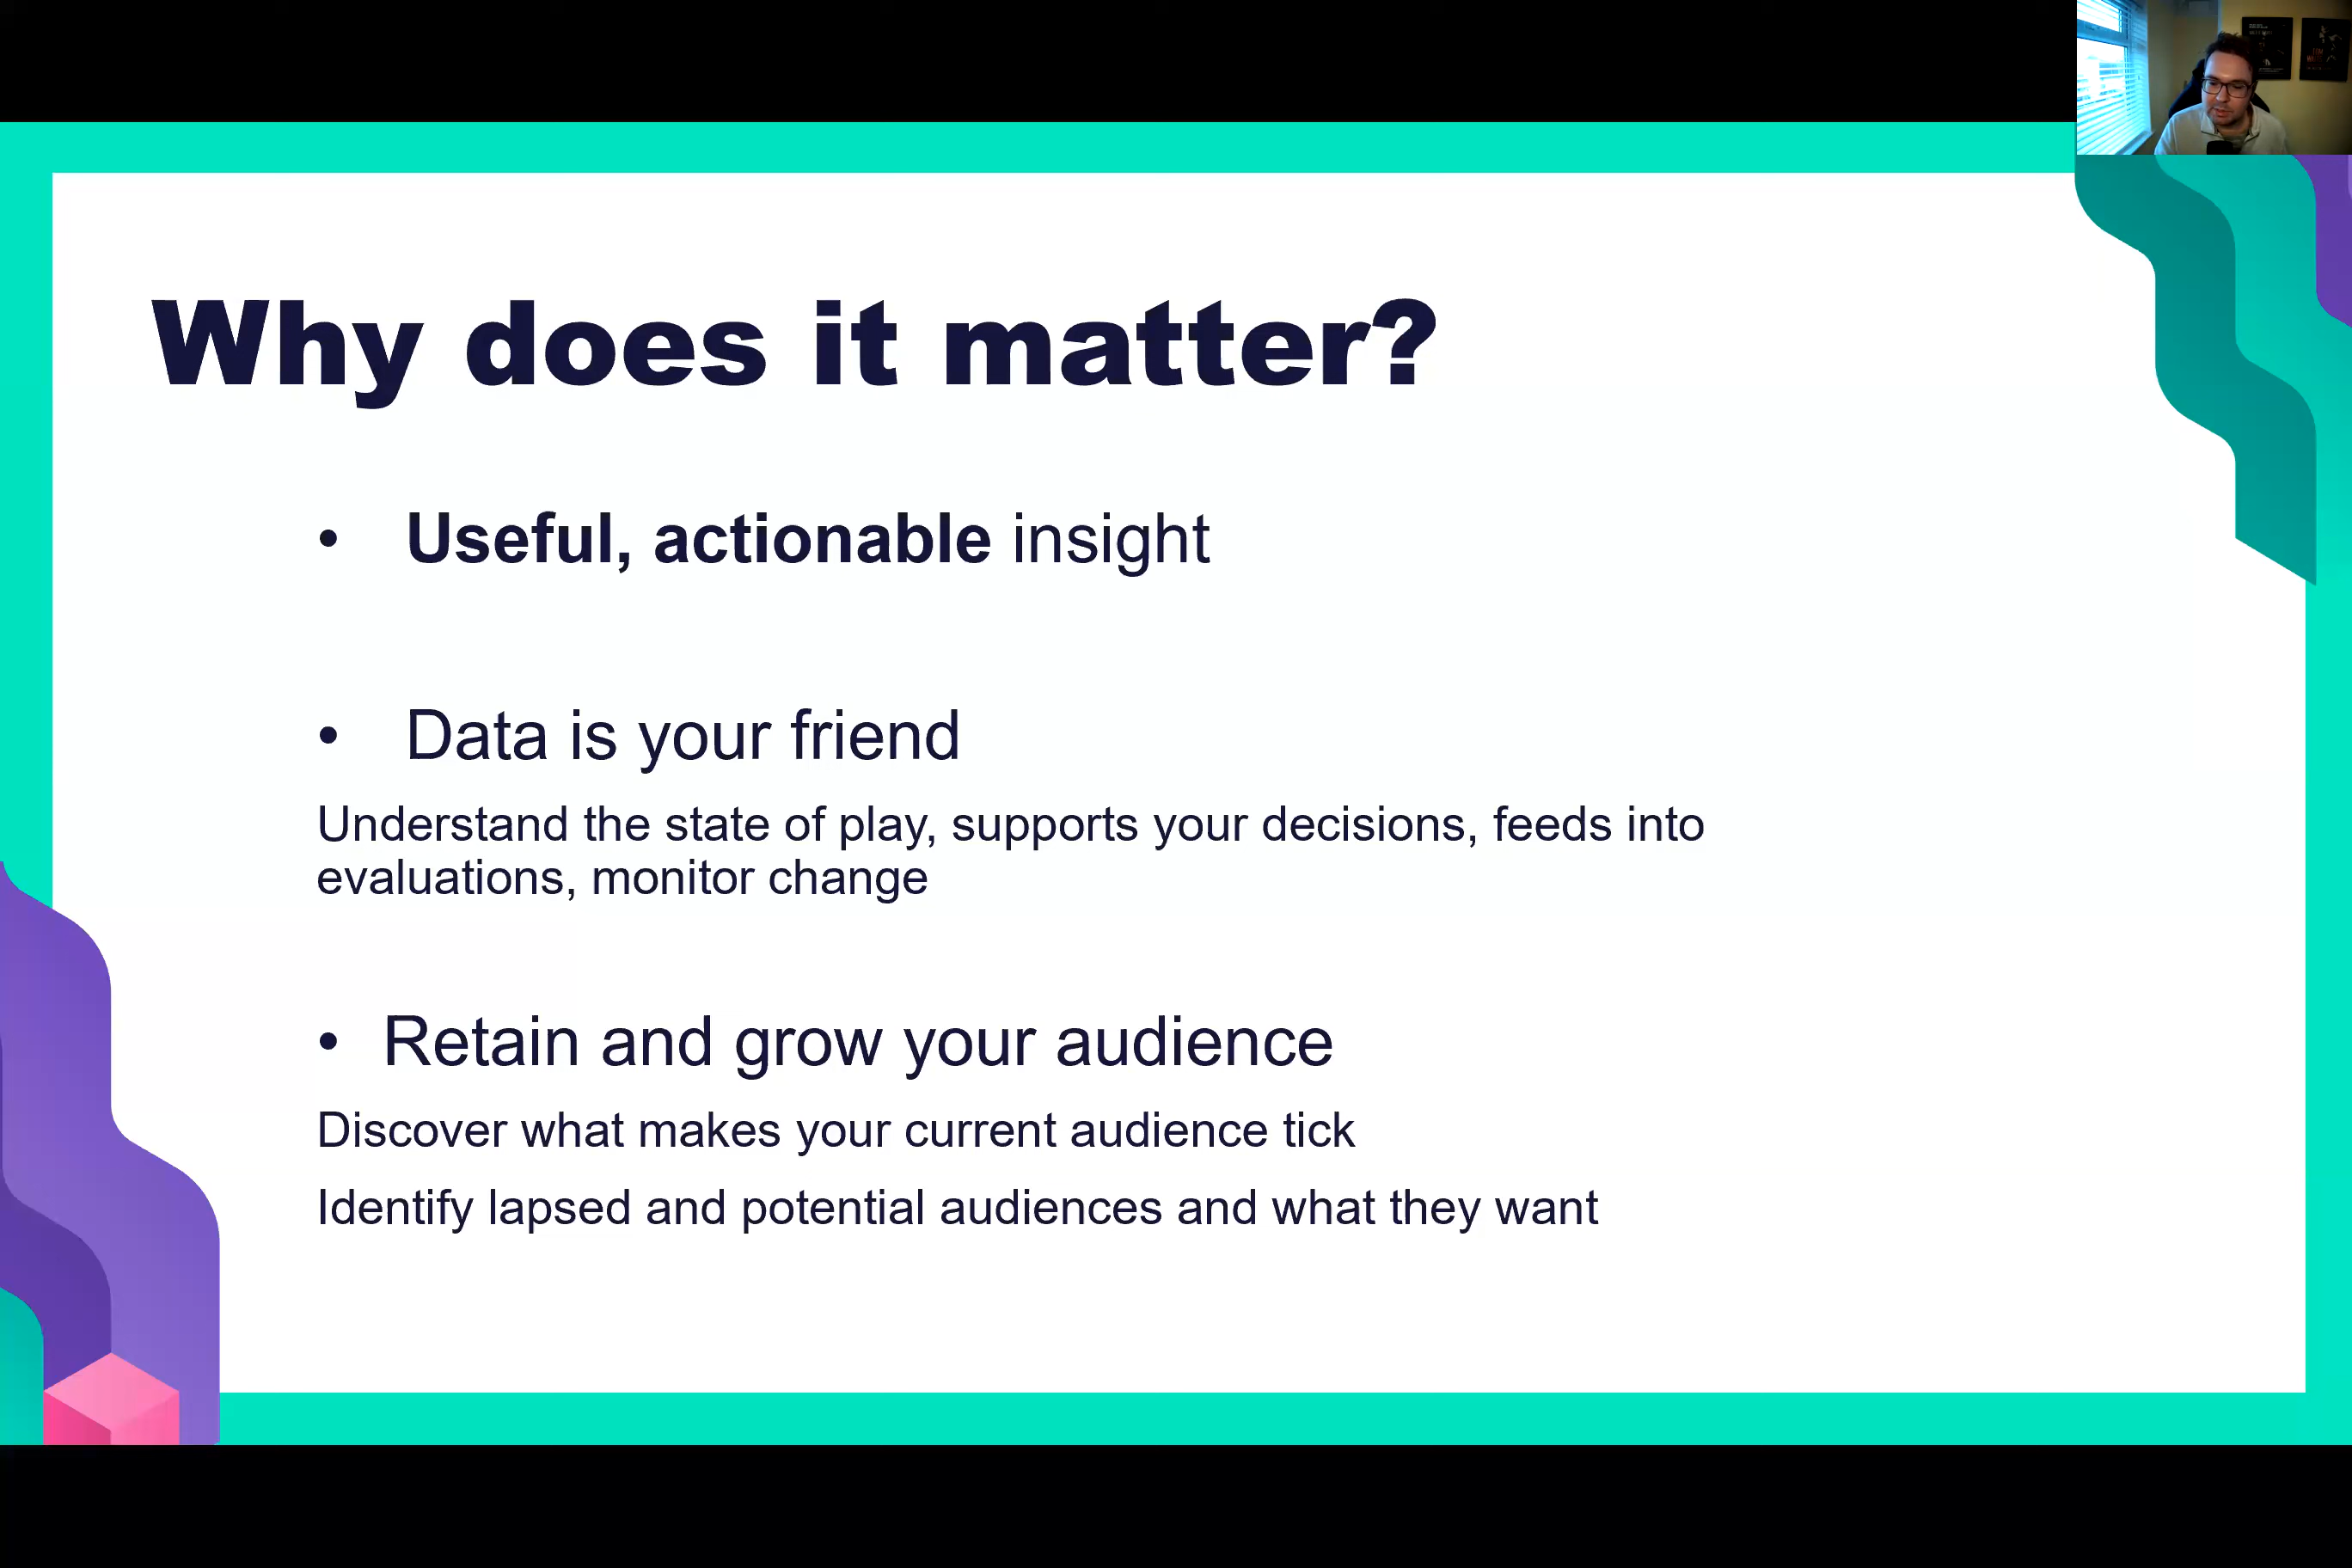 Why does it matter?
• Useful, actionable insight
• Data is your friend
Understand the state of play, supports your decisions, feeds into
evaluations, monitor change
• Retain and grow your audience
Discover what makes your current audience tick
Identify lapsed and potential audiences and what they want